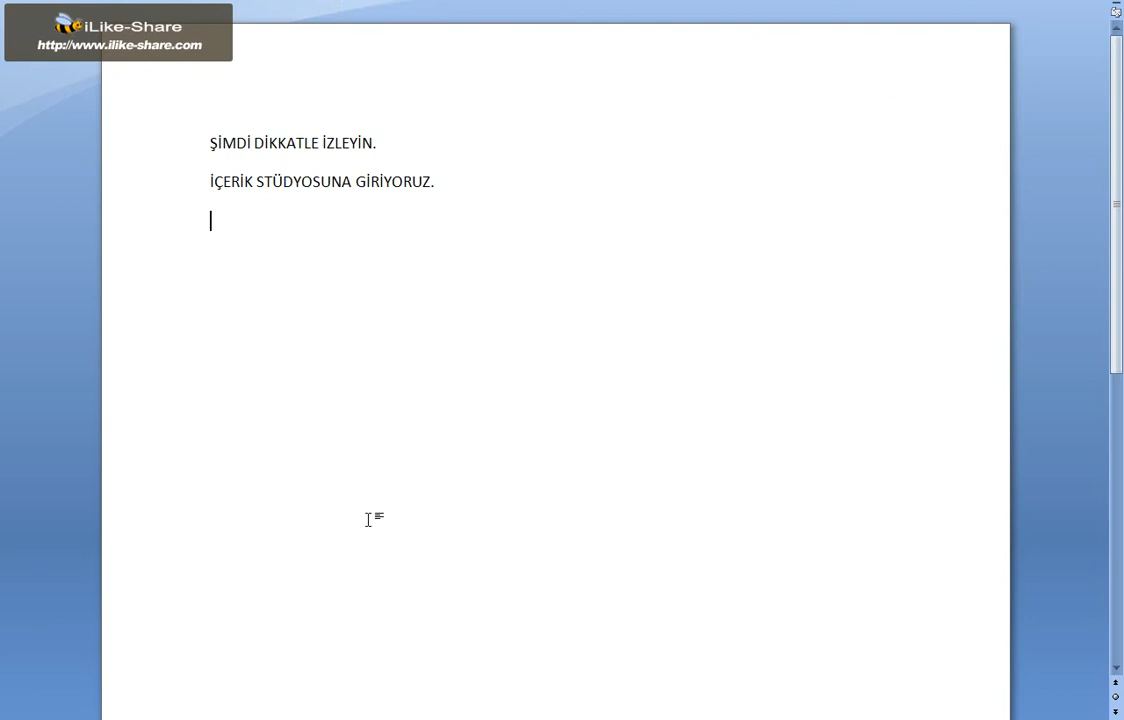 iLike-Share
http://www.ilike-share.com
ŞİMDİ DİKKATLE İZLEYİN.
İÇERİK STÜDYOSUNA GİRİYORUZ.